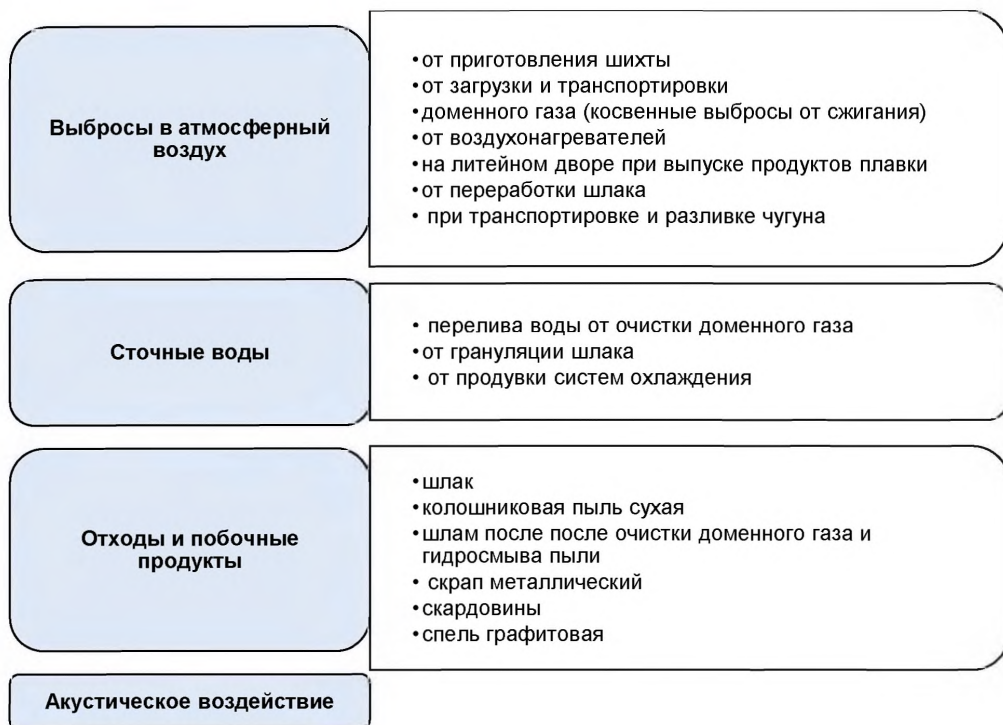 Выбросы в атмосферный
воздух
•от приготовления шихты
•от загрузки и транспортировки
•доменного газа (косвенные выбросы от сжигания)
•от воздухонагревателей
•на литейном дворе при выпуске продуктов плавки
•от переработки шлака
• при транспортировке и разливке чугуна
Сточные воды
• перелива воды от очистки доменного газа
•от грануляции шлака
• от продувки систем охлаждения
Отходы и побочные
продукты
•шлак
•колошниковая пыль сухая
•шлам после после очистки доменного газа и
гидросмыва пыли
• скрап металлический
•скардовины
•спель графитовая
Акустическое воздействие